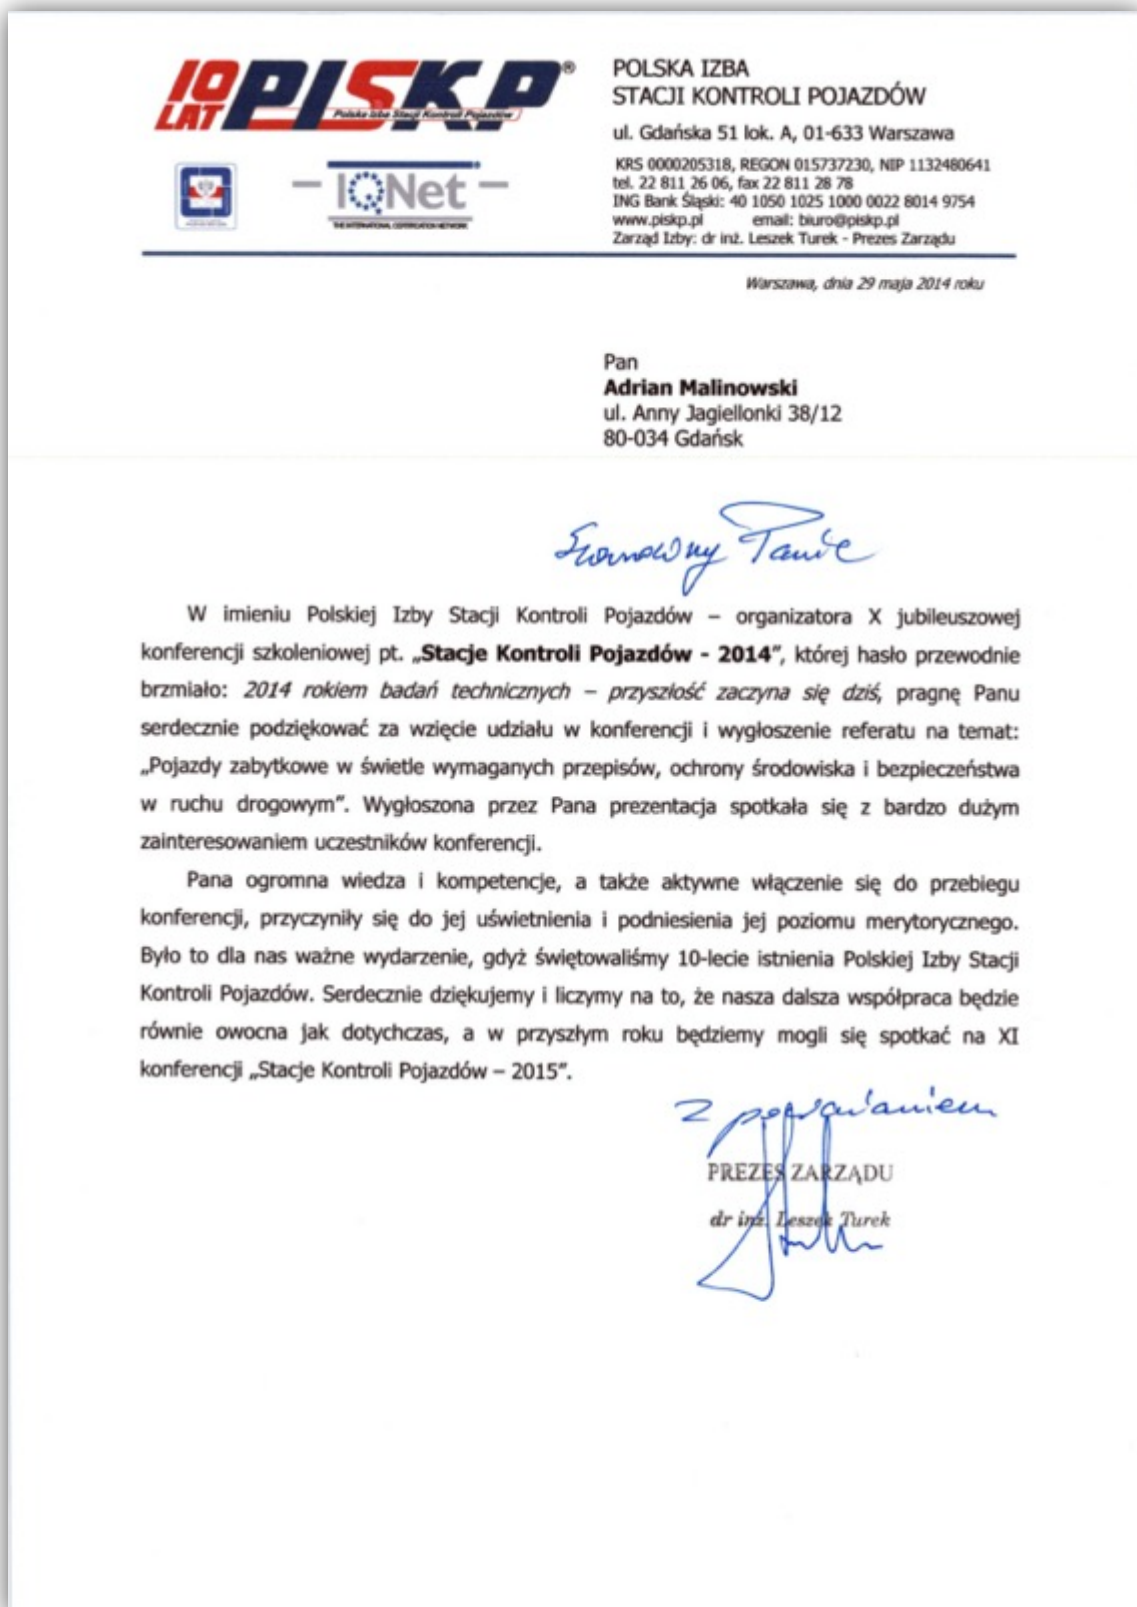 10 LAT PISKP®
Polska Izba Stacji Kontroli Pojazdów
IQNet
THE INTERNATIONAL CERTIFICATION NETWORK
POLSKA IZBA
STACJI KONTROLI POJAZDÓW
ul. Gdańska 51 lok. A, 01-633 Warszawa
KRS 0000205318, REGON 015737230, NIP 1132480641
tel. 22 811 26 06, fax 22 811 28 78
ING Bank Śląski: 40 1050 1025 1000 0022 8014 9754
www.piskp.pl email: biuro@piskp.pl
Zarząd Izby: dr inż. Leszek Turek - Prezes Zarządu
Warszawa, dnia 29 maja 2014 roku
Pan
Adrian Malinowski
ul. Anny Jagiellonki 38/12
80-034 Gdańsk
Szanowny Panie
W imieniu Polskiej Izby Stacji Kontroli Pojazdów – organizatora X jubileuszowej
konferencji szkoleniowej pt. „Stacje Kontroli Pojazdów - 2014”, której hasło przewodnie
brzmiało: 2014 rokiem badań technicznych – przyszłość zaczyna się dziś, pragnę Panu
serdecznie podziękować za wzięcie udziału w konferencji i wygłoszenie referatu na temat:
„Pojazdy zabytkowe w świetle wymaganych przepisów, ochrony środowiska i bezpieczeństwa
w ruchu drogowym”. Wygłoszona przez Pana prezentacja spotkała się z bardzo dużym
zainteresowaniem uczestników konferencji.
Pana ogromna wiedza i kompetencje, a także aktywne włączenie się do przebiegu
konferencji, przyczyniły się do jej uświetnienia i podniesienia jej poziomu merytorycznego.
Było to dla nas ważne wydarzenie, gdyż świętowaliśmy 10-lecie istnienia Polskiej Izby Stacji
Kontroli Pojazdów. Serdecznie dziękujemy i liczymy na to, że nasza dalsza współpraca będzie
równie owocna jak dotychczas, a w przyszłym roku będziemy mogli się spotkać na XI
konferencji „Stacje Kontroli Pojazdów – 2015”.
Z poważaniem
PREZES ZARZĄDU
dr inż. Leszek Turek